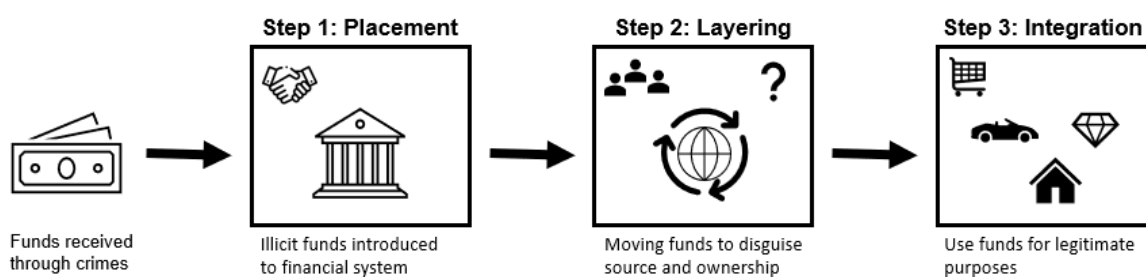 Step 1: Placement
Step 2: Layering
Step 3: Integration
?
Funds received
through crimes
Illicit funds introduced
to financial system
Moving funds to disguise
source and ownership
Use funds for legitimate
purposes